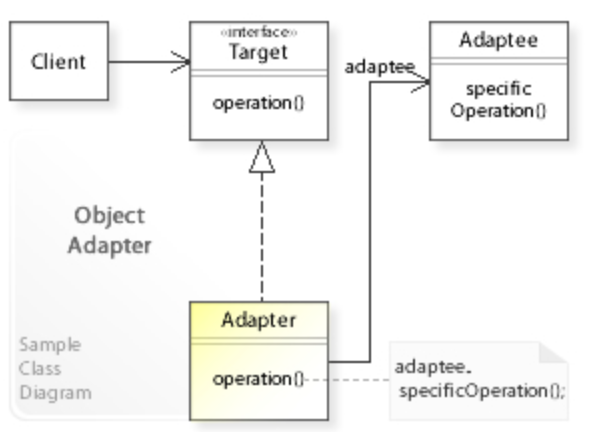 Client
«interface»
Target
operation()
adaptee
Adaptee
specific
Operation()
Object
Adapter
Adapter
operation()
adaptee.
specificOperation();
Sample
Class
Diagram